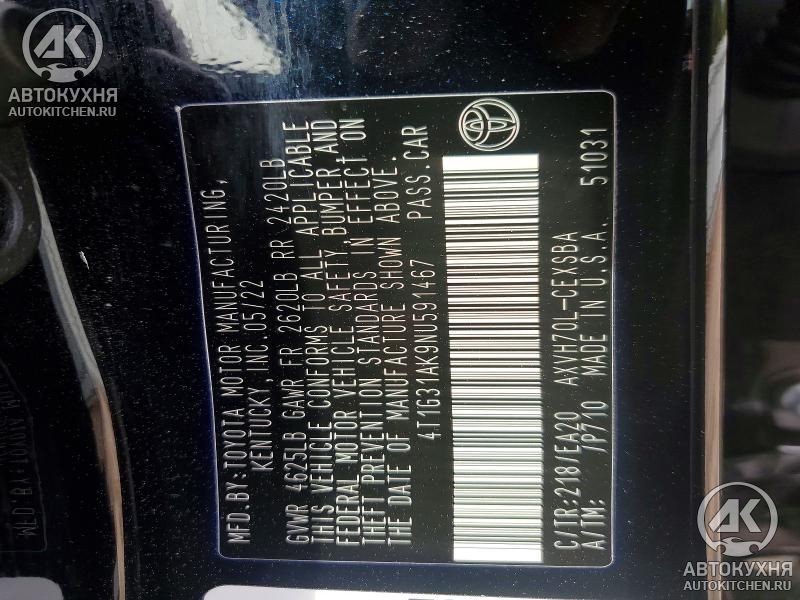 AK
АВТОКУХНЯ
AUTOKITCHEN.RU
MFD.BY:TOYOTA MOTOR MANUFACTURING,
KENTUCKY, INC. 05/22
GVWR 4625LB GAWR FR 2620LB RR 2420LB
THIS VEHICLE CONFORMS TO ALL APPLICABLE
FEDERAL MOTOR VEHICLE SAFETY, BUMPER AND
THEFT PREVENTION STANDARDS IN EFFECT ON
THE DATE OF MANUFACTURE SHOWN ABOVE.
4T1G31AK9NU591467 PASS.CAR
C/TR:218/EA20 AXVH70L-CEXSBA
A/TM: /P710 MADE IN U.S.A. 51031
AK
АВТОКУХНЯ
AUTOKITCHEN.RU